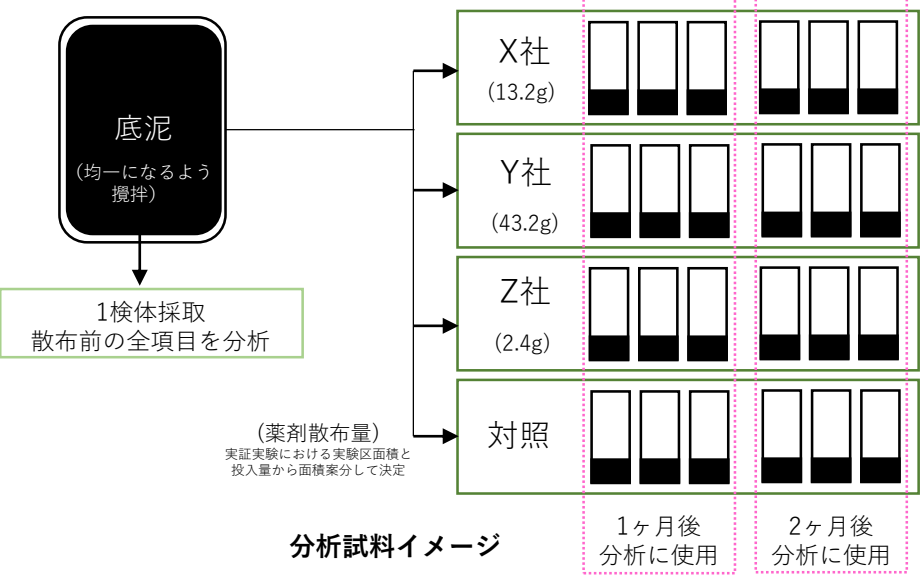 底泥
(均一になるよう
攪拌)
1検体採取
散布前の全項目を分析
X社
(13.2g)
Y社
(43.2g)
Z社
(2.4g)
対照
(薬剤散布量)
実証実験における実験区面積と
投入量から面積案分して決定
1ヶ月後
分析に使用
2ヶ月後
分析に使用
分析試料イメージ